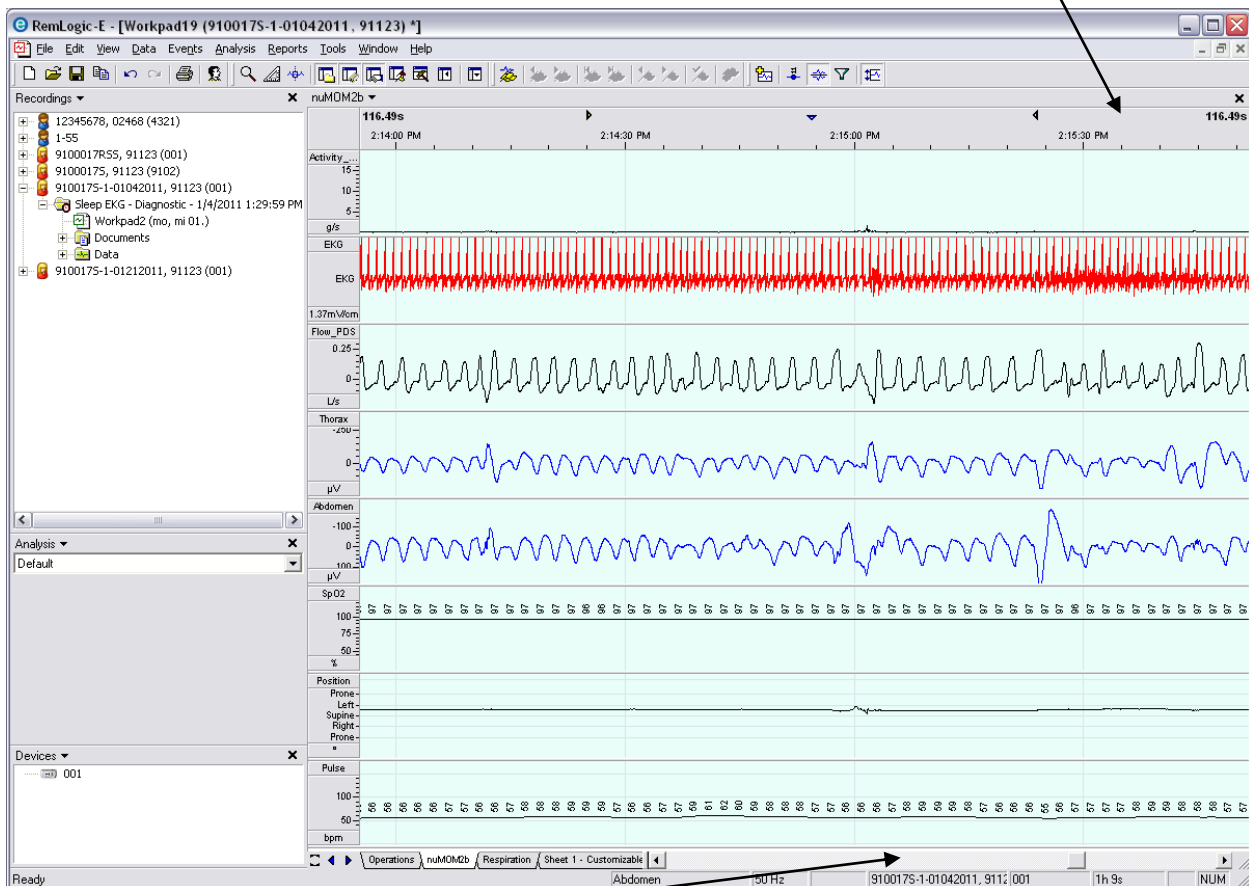 RemLogic-E - [Workpad19 (910017S-1-01042011, 91123) *]
File Edit View Data Events Analysis Reports Tools Window Help
Recordings
12345678, 02468 (4321)
1-55
9100017RSS, 91123 (001)
9100017S, 91123 (9102)
910017S-1-01042011, 91123 (001)
Sleep EKG - Diagnostic - 1/4/2011 1:29:59 PM
Workpad2 (mo, mi 01.)
Documents
Data
910017S-1-01212011, 91123 (001)
Analysis
Default
Devices
001
nuMOM2b
116.49s 116.49s
2:14:00 PM 2:14:30 PM 2:15:00 PM 2:15:30 PM
Activity_...
15
10
5
g/s
EKG
EKG
1.37mV/cm
Flow_PDS
0.25
0
L/s
Thorax
-250
0
µV
Abdomen
-100
0
100
µV
SpO2
100
75
50
%
Position
Prone
Left
Supine
Right
Prone
°
Pulse
100
50
bpm
Operations nuMOM2b Respiration Sheet 1 - Customizable
Ready Abdomen 50 Hz 910017S-1-01042011, 9112 001 1h 9s NUM